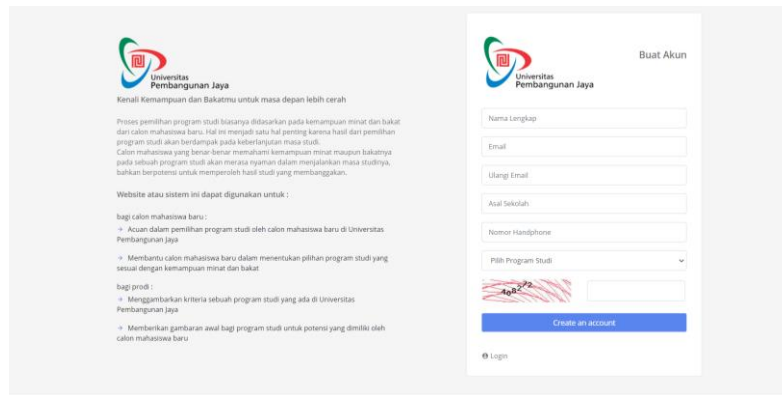 Universitas
Pembangunan Jaya
Kenali Kemampuan dan Bakatmu untuk masa depan lebih cerah
Proses pemilihan program studi biasanya didasarkan pada kemampuan minat dan bakat
dari calon mahasiswa baru. Hal ini menjadi satu hal penting karena hasil dari pemilihan
program studi akan berdampak pada keberlanjutan masa studi.
Calon mahasiswa yang benar-benar memahami kemampuan minat maupun bakatnya
pada sebuah program studi akan merasa nyaman dalam menjalankan masa studinya,
bahkan berpotensi untuk memperoleh hasil studi yang membanggakan.
Website atau sistem ini dapat digunakan untuk :
bagi calon mahasiswa baru :
Acuan dalam pemilihan program studi oleh calon mahasiswa baru di Universitas
Pembangunan Jaya
Membantu calon mahasiswa baru dalam menentukan pilihan program studi yang
sesuai dengan kemampuan minat dan bakat
bagi prodi :
Menggambarkan kriteria sebuah program studi yang ada di Universitas
Pembangunan Jaya
Memberikan gambaran awal bagi program studi untuk potensi yang dimiliki oleh
calon mahasiswa baru
Universitas
Pembangunan Jaya
Buat Akun
Nama Lengkap
Email
Ulangi Email
Asal Sekolah
Nomor Handphone
Pilih Program Studi
Create an account
Login